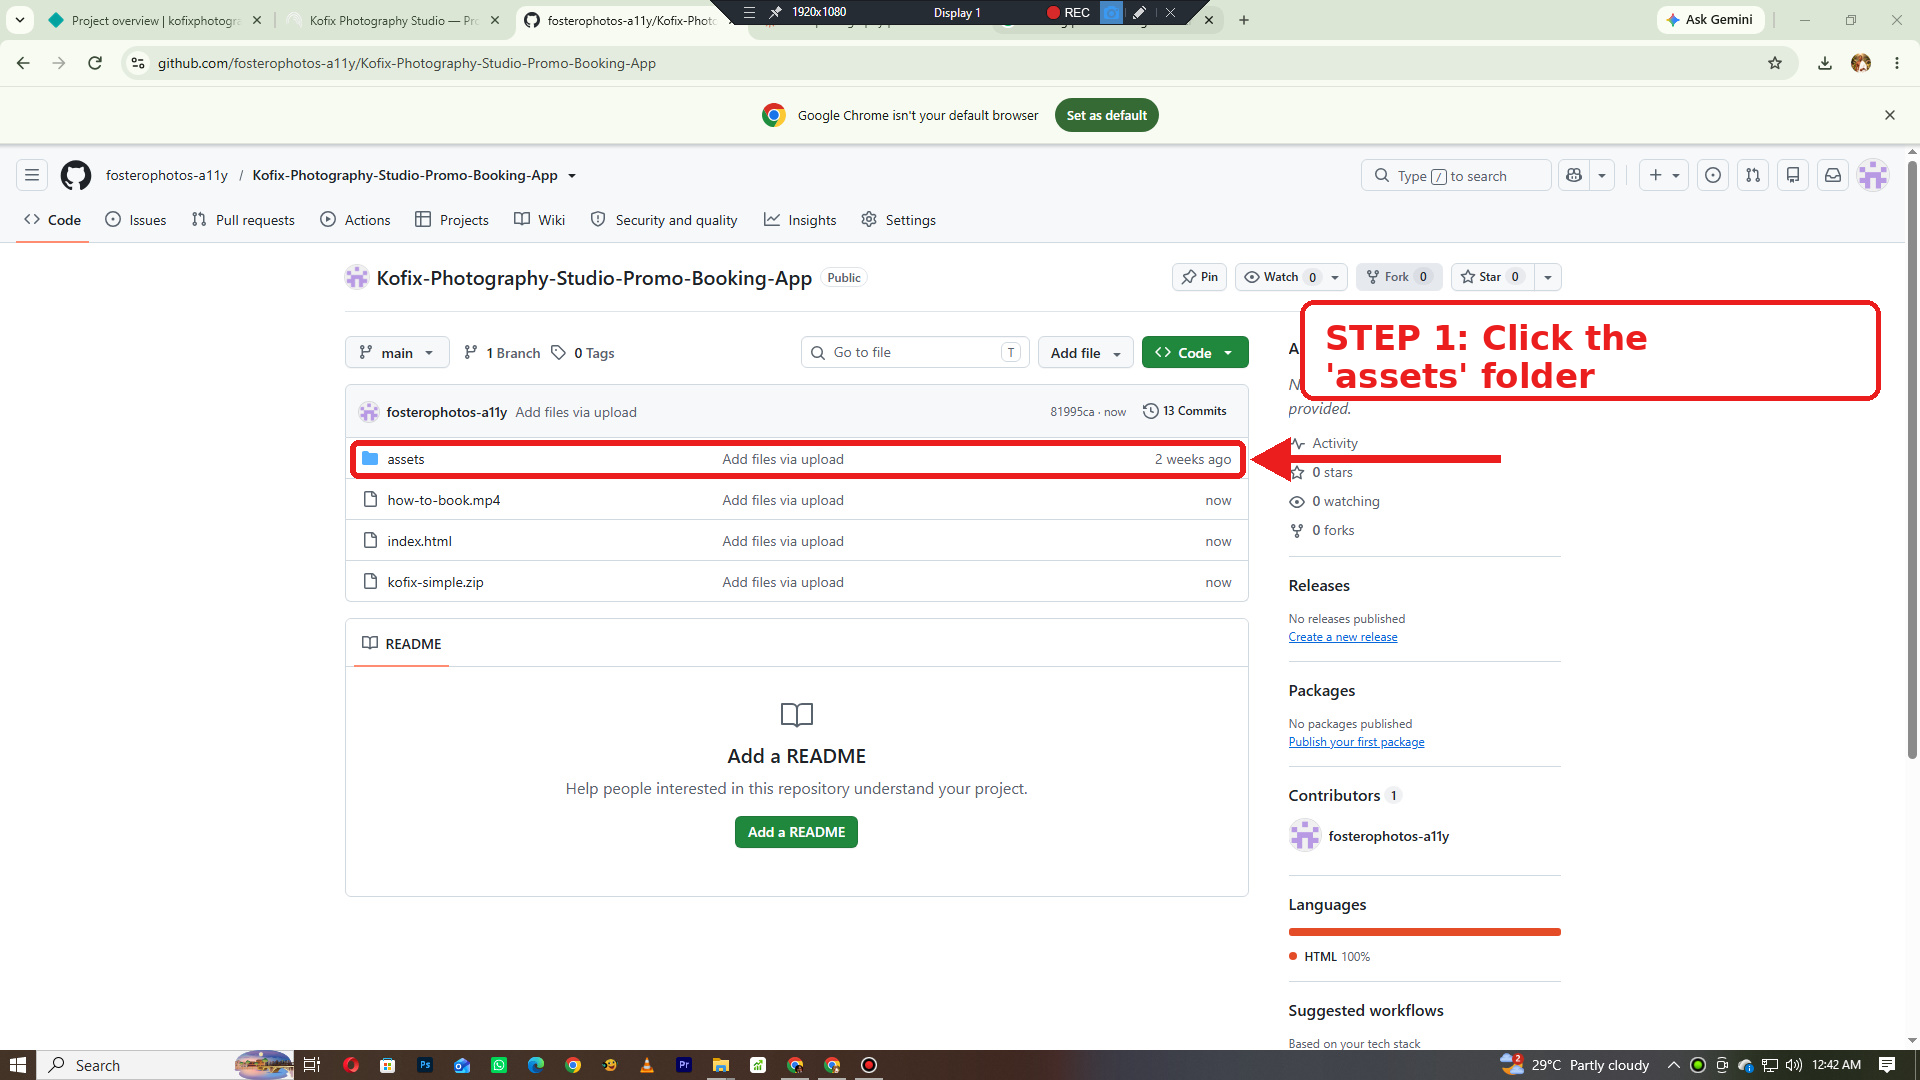 Project overview | kofixphotogra
Kofix Photography Studio — Pro
fosterophotos-a11y/Kofix-Photo
1920x1080
Display 1
REC
Ask Gemini
github.com/fosterophotos-a11y/Kofix-Photography-Studio-Promo-Booking-App
Google Chrome isn't your default browser
Set as default
fosterophotos-a11y / Kofix-Photography-Studio-Promo-Booking-App
Type / to search
Code
Issues
Pull requests
Actions
Projects
Wiki
Security and quality
Insights
Settings
Kofix-Photography-Studio-Promo-Booking-App
Public
Pin
Watch 0
Fork 0
Star 0
STEP 1: Click the
'assets' folder
main
1 Branch
0 Tags
Go to file
T
Add file
Code
fosterophotos-a11y Add files via upload
81995ca · now
13 Commits
assets
Add files via upload
2 weeks ago
how-to-book.mp4
Add files via upload
now
index.html
Add files via upload
now
kofix-simple.zip
Add files via upload
now
README
Add a README
Help people interested in this repository understand your project.
Add a README
provided.
Activity
0 stars
0 watching
0 forks
Releases
No releases published
Create a new release
Packages
No packages published
Publish your first package
Contributors 1
fosterophotos-a11y
Languages
HTML 100%
Suggested workflows
Based on your tech stack
Search
Ps
Pr
2
29°C Partly cloudy
12:42 AM